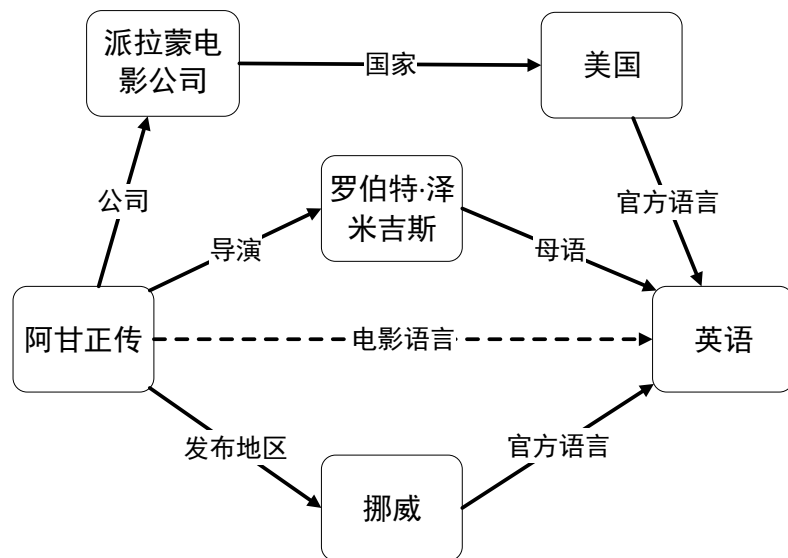 派拉蒙电
影公司
国家
美国
公司
导演
罗伯特·泽
米吉斯
母语
官方语言
阿甘正传
电影语言
英语
发布地区
官方语言
挪威